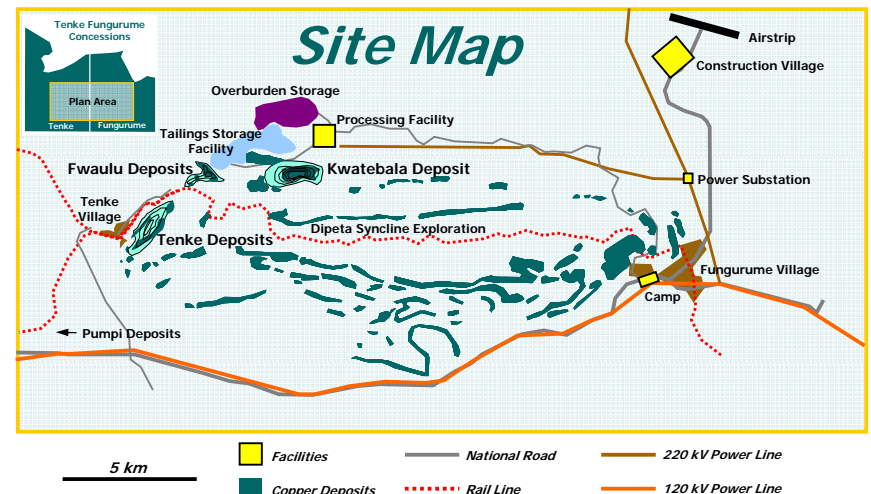 Tenke Fungurume
Concessions
Plan Area
Tenke
Fungurume
Site Map
Airstrip
Construction Village
Overburden Storage
Processing Facility
Tailings Storage
Facility
Fwaulu Deposits
Kwatebala Deposit
Power Substation
Tenke
Village
Dipeta Syncline Exploration
Tenke Deposits
Fungurume Village
Camp
Pumpi Deposits
5 km
Facilities
National Road
220 kV Power Line
Copper Deposits
Rail Line
120 kV Power Line